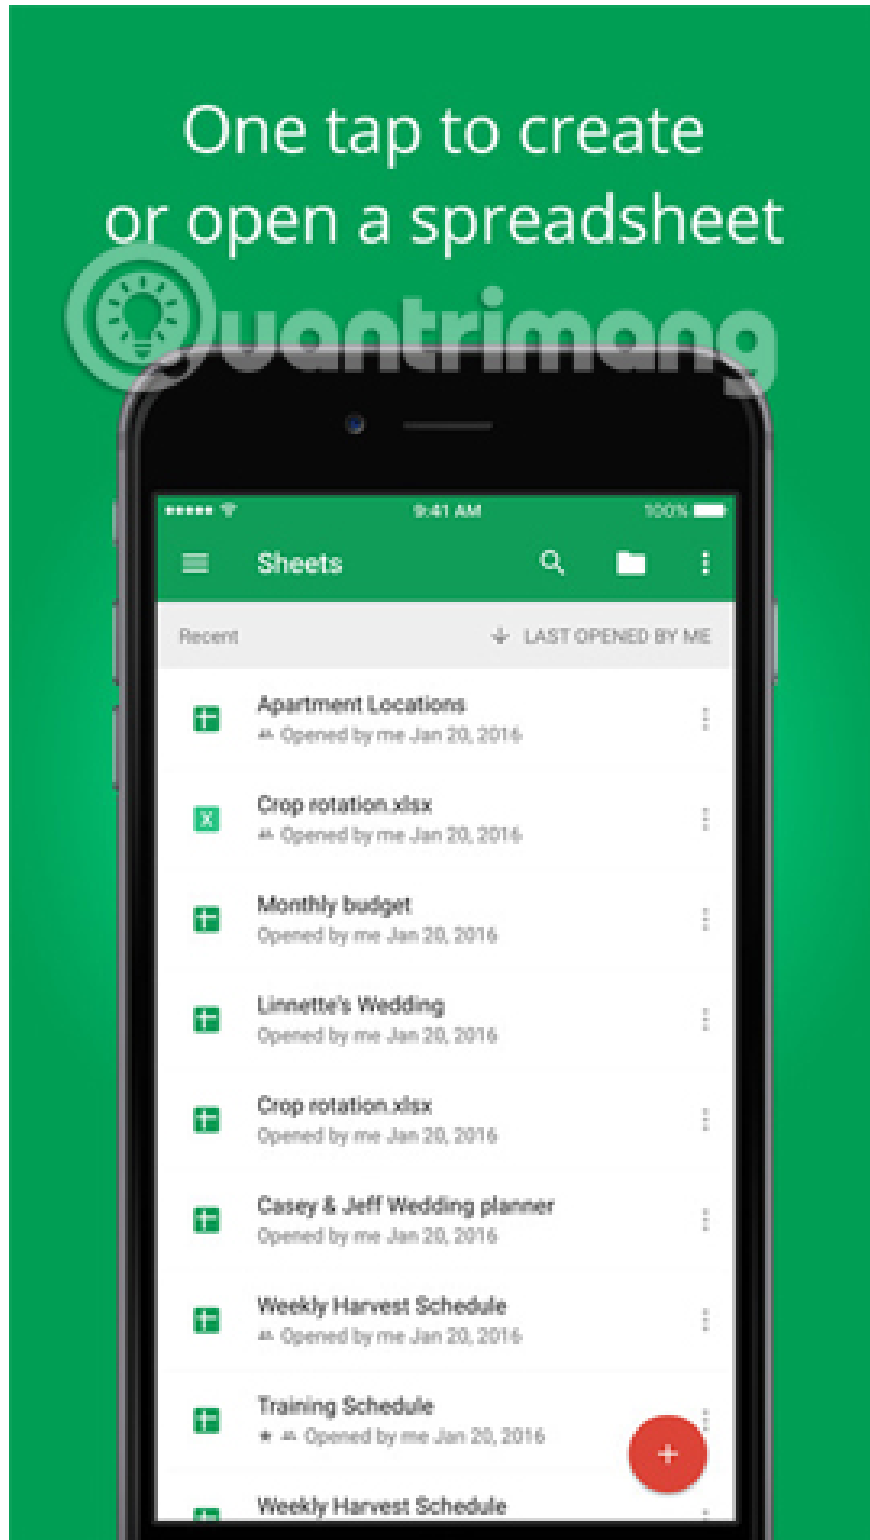 One tap to create
or open a spreadsheet
Quantrimang
9:41 AM 100%
Sheets
Recent LAST OPENED BY ME
Apartment Locations
Opened by me Jan 20, 2016
X
Crop rotation.xlsx
Opened by me Jan 20, 2016
Monthly budget
Opened by me Jan 20, 2016
Linnette's Wedding
Opened by me Jan 20, 2016
Crop rotation.xlsx
Opened by me Jan 20, 2016
Casey & Jeff Wedding planner
Opened by me Jan 20, 2016
Weekly Harvest Schedule
Opened by me Jan 20, 2016
Training Schedule
Opened by me Jan 20, 2016
Weekly Harvest Schedule